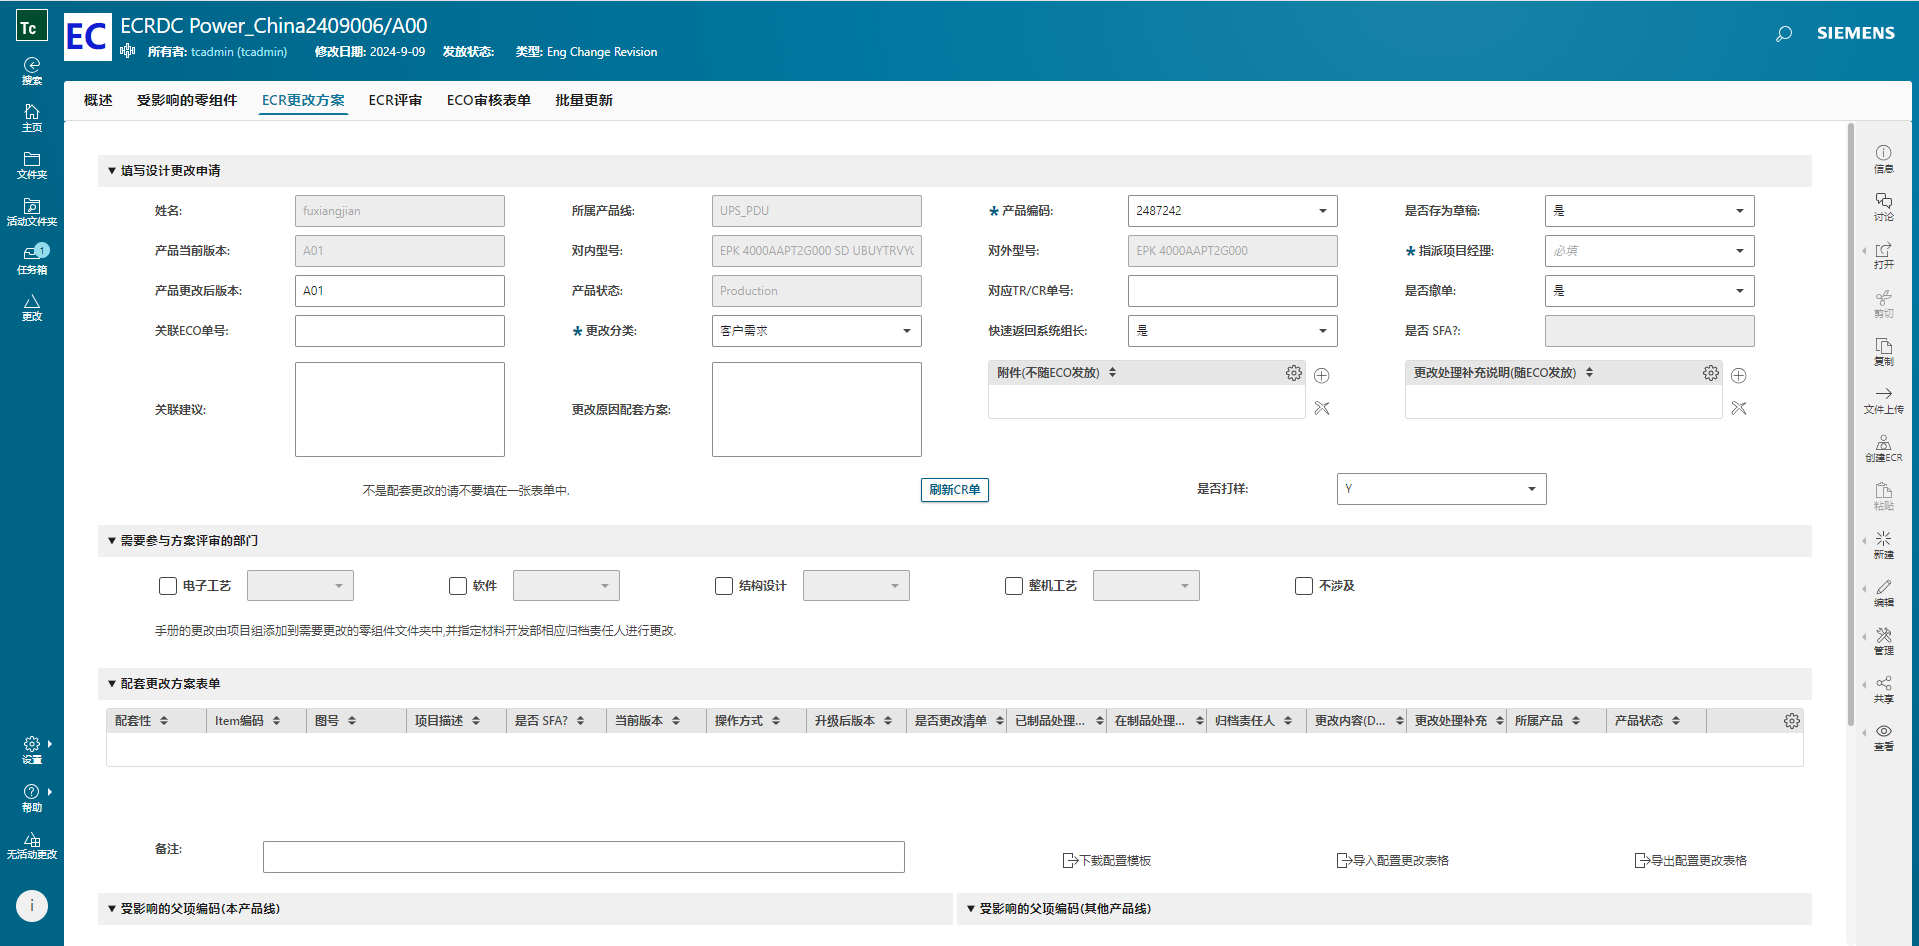 Tc
EC
ECRDC Power_China2409006/A00
所有者: tcadmin (tcadmin) 修改日期: 2024-9-09 发放状态: 类型: Eng Change Revision
SIEMENS
搜索
主页
文件夹
活动文件夹
1
任务箱
更改
设置
帮助
无活动更改
i
概述 受影响的零组件 ECR更改方案 ECR评审 ECO审核表单 批量更新
填写设计更改申请
姓名: fuxiangjian 所属产品线: UPS_PDU * 产品编码: 2487242 是否存为草稿: 是
产品当前版本: A01 对内型号: EPK 4000AAPT2G000 SD UBUYTRVY 对外型号: EPK 4000AAPT2G000 * 指派项目经理: 必填
产品更改后版本: A01 产品状态: Production 对应TR/CR单号: 是否撤单: 是
关联ECO单号: * 更改分类: 客户需求 快速返回系统组长: 是 是否 SFA?:
关联建议: 更改原因配套方案: 附件(不随ECO发放) 更改处理补充说明(随ECO发放)
不是配套更改的请不要填在一张表单中. 刷新CR单 是否打样: Y
需要参与方案评审的部门
电子工艺 软件 结构设计 整机工艺 不涉及
手册的更改由项目组添加到需要更改的零组件文件夹中,并指定材料开发部相应归档责任人进行更改.
配套更改方案表单
配套性 Item编码 图号 项目描述 是否 SFA? 当前版本 操作方式 升级后版本 是否更改清单 已制品处理... 在制品处理... 归档责任人 更改内容(D... 更改处理补充 所属产品 产品状态
备注: 下载配置模板 导入配置更改表格 导出配置更改表格
受影响的父项编码(本产品线) 受影响的父项编码(其他产品线)
信息
讨论
打开
剪切
复制
文件上传
创建ECR
粘贴
新建
编辑
管理
共享
查看